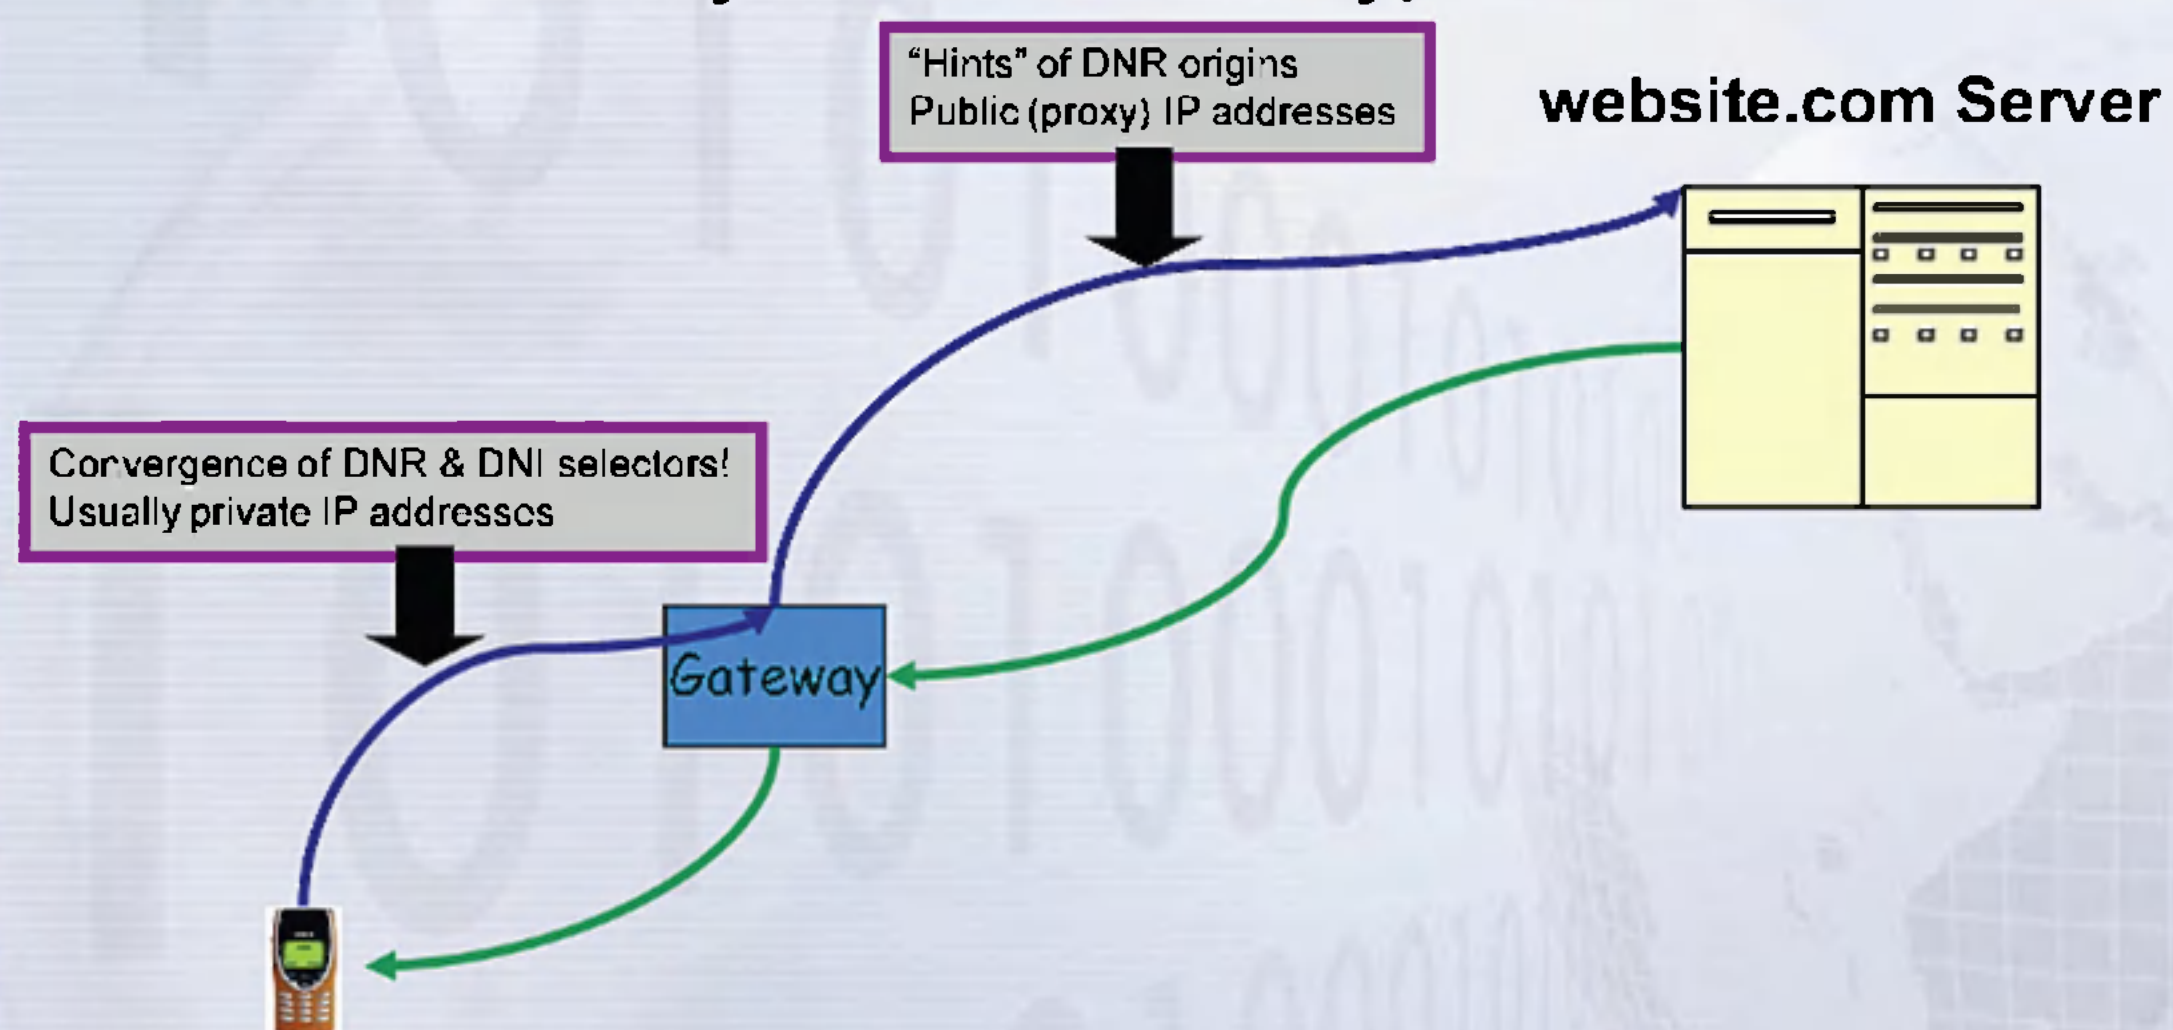 “Hints” of DNR origins
Public (proxy) IP addresses
website.com Server
Convergence of DNR & DNI selectors!
Usually private IP addresses
Gateway